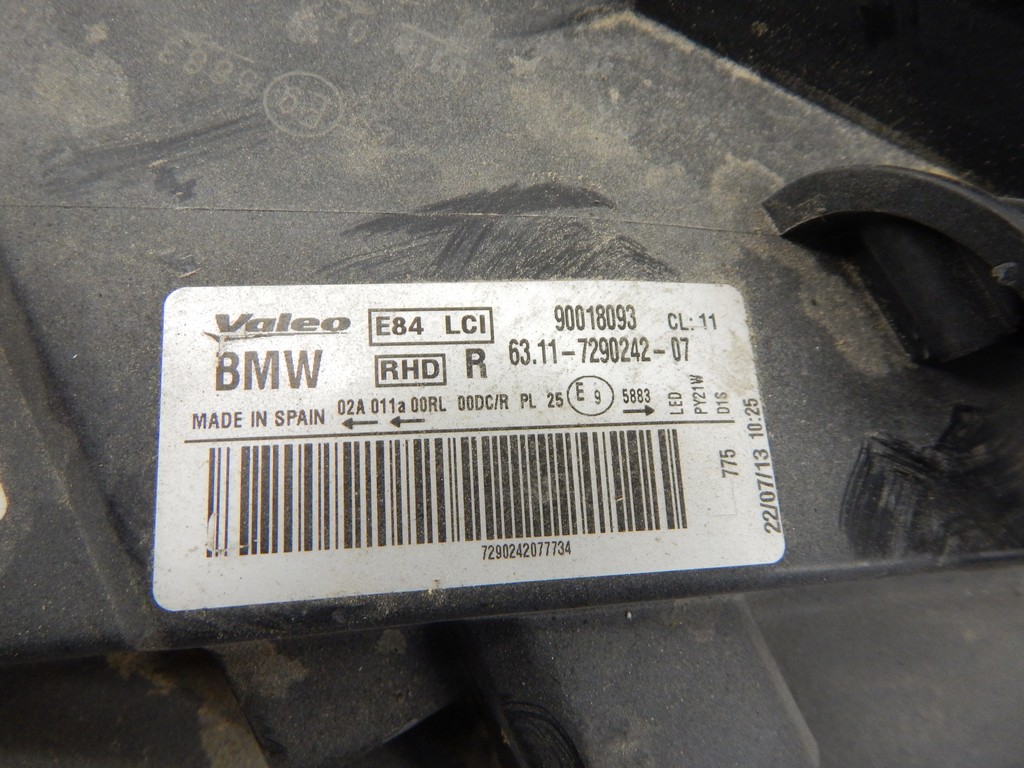 E9
Valeo E84 LCI 90018093 CL: 11
BMW RHD R 63.11-7290242-07
MADE IN SPAIN 02A 011a 00RL 00DC/R PL 25 E 9 5883
LED
PY21W
D1S
775
22/07/13 10:25
7290242077734